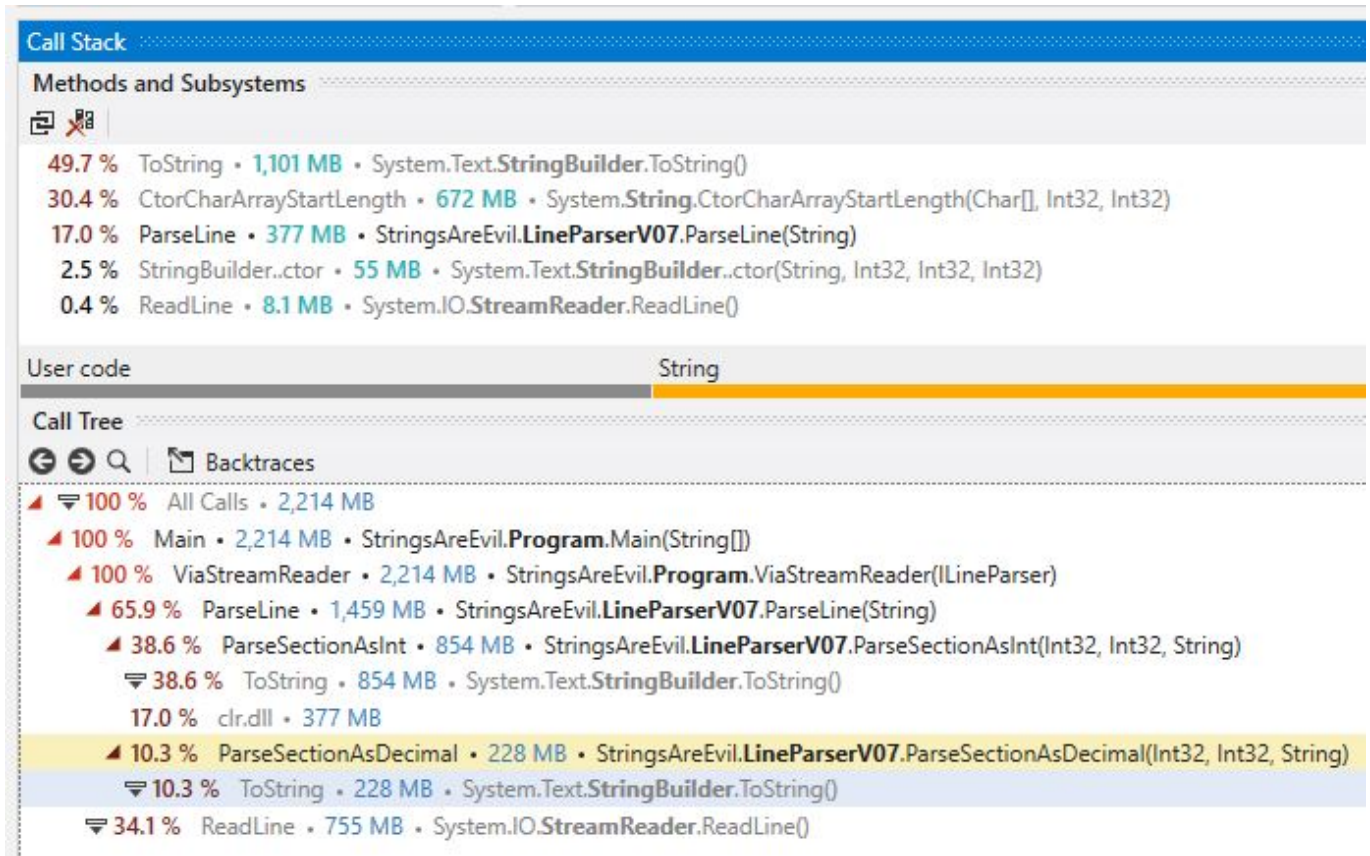 Call Stack
Methods and Subsystems
49.7 % ToString • 1,101 MB • System.Text.StringBuilder.ToString()
30.4 % CtorCharArrayStartLength • 672 MB • System.String.CtorCharArrayStartLength(Char[], Int32, Int32)
17.0 % ParseLine • 377 MB • StringsAreEvil.LineParserV07.ParseLine(String)
2.5 % StringBuilder..ctor • 55 MB • System.Text.StringBuilder..ctor(String, Int32, Int32, Int32)
0.4 % ReadLine • 8.1 MB • System.IO.StreamReader.ReadLine()
User code String
Call Tree
Backtraces
100 % All Calls • 2,214 MB
100 % Main • 2,214 MB • StringsAreEvil.Program.Main(String[])
100 % ViaStreamReader • 2,214 MB • StringsAreEvil.Program.ViaStreamReader(ILineParser)
65.9 % ParseLine • 1,459 MB • StringsAreEvil.LineParserV07.ParseLine(String)
38.6 % ParseSectionAsInt • 854 MB • StringsAreEvil.LineParserV07.ParseSectionAsInt(Int32, Int32, String)
38.6 % ToString • 854 MB • System.Text.StringBuilder.ToString()
17.0 % clr.dll • 377 MB
10.3 % ParseSectionAsDecimal • 228 MB • StringsAreEvil.LineParserV07.ParseSectionAsDecimal(Int32, Int32, String)
10.3 % ToString • 228 MB • System.Text.StringBuilder.ToString()
34.1 % ReadLine • 755 MB • System.IO.StreamReader.ReadLine()